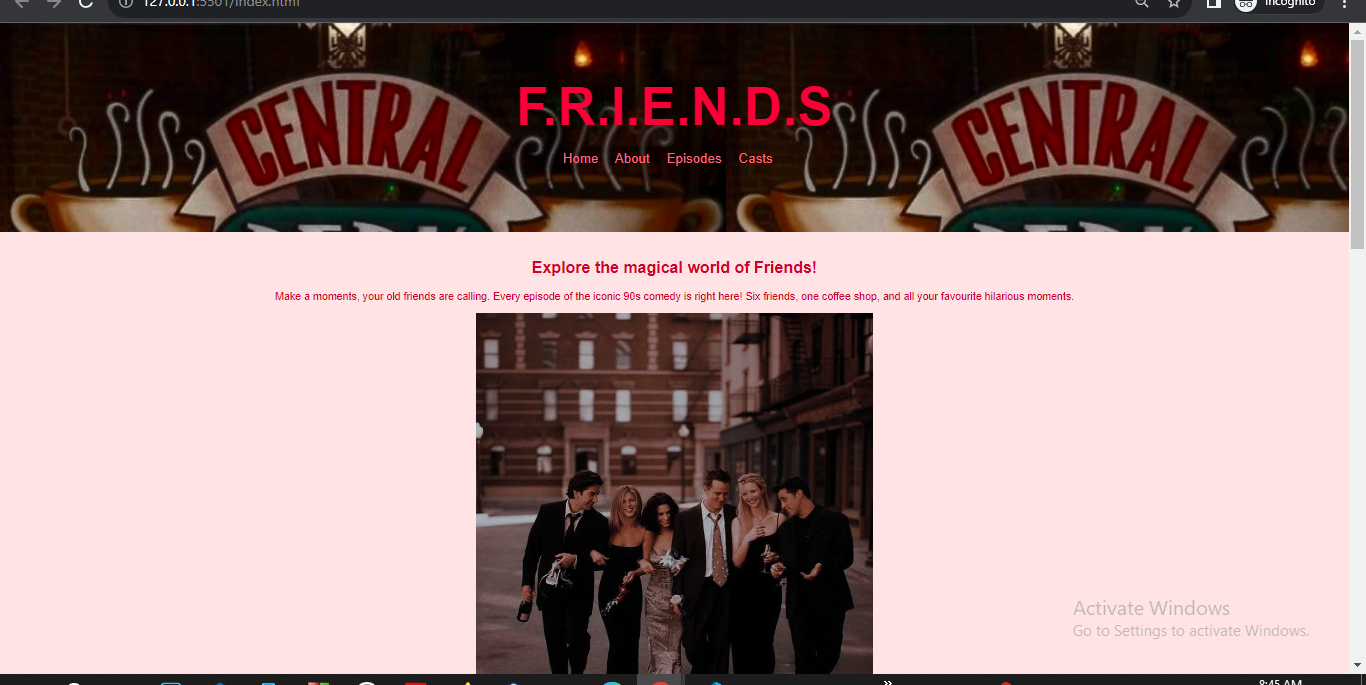 127.0.0.1:5501/index.html
Incognito
CENTRAL
CENTRAL
F.R.I.E.N.D.S
Home About Episodes Casts
Explore the magical world of Friends!
Make a moments, your old friends are calling. Every episode of the iconic 90s comedy is right here! Six friends, one coffee shop, and all your favourite hilarious moments.
Activate Windows
Go to Settings to activate Windows.
8:45 AM